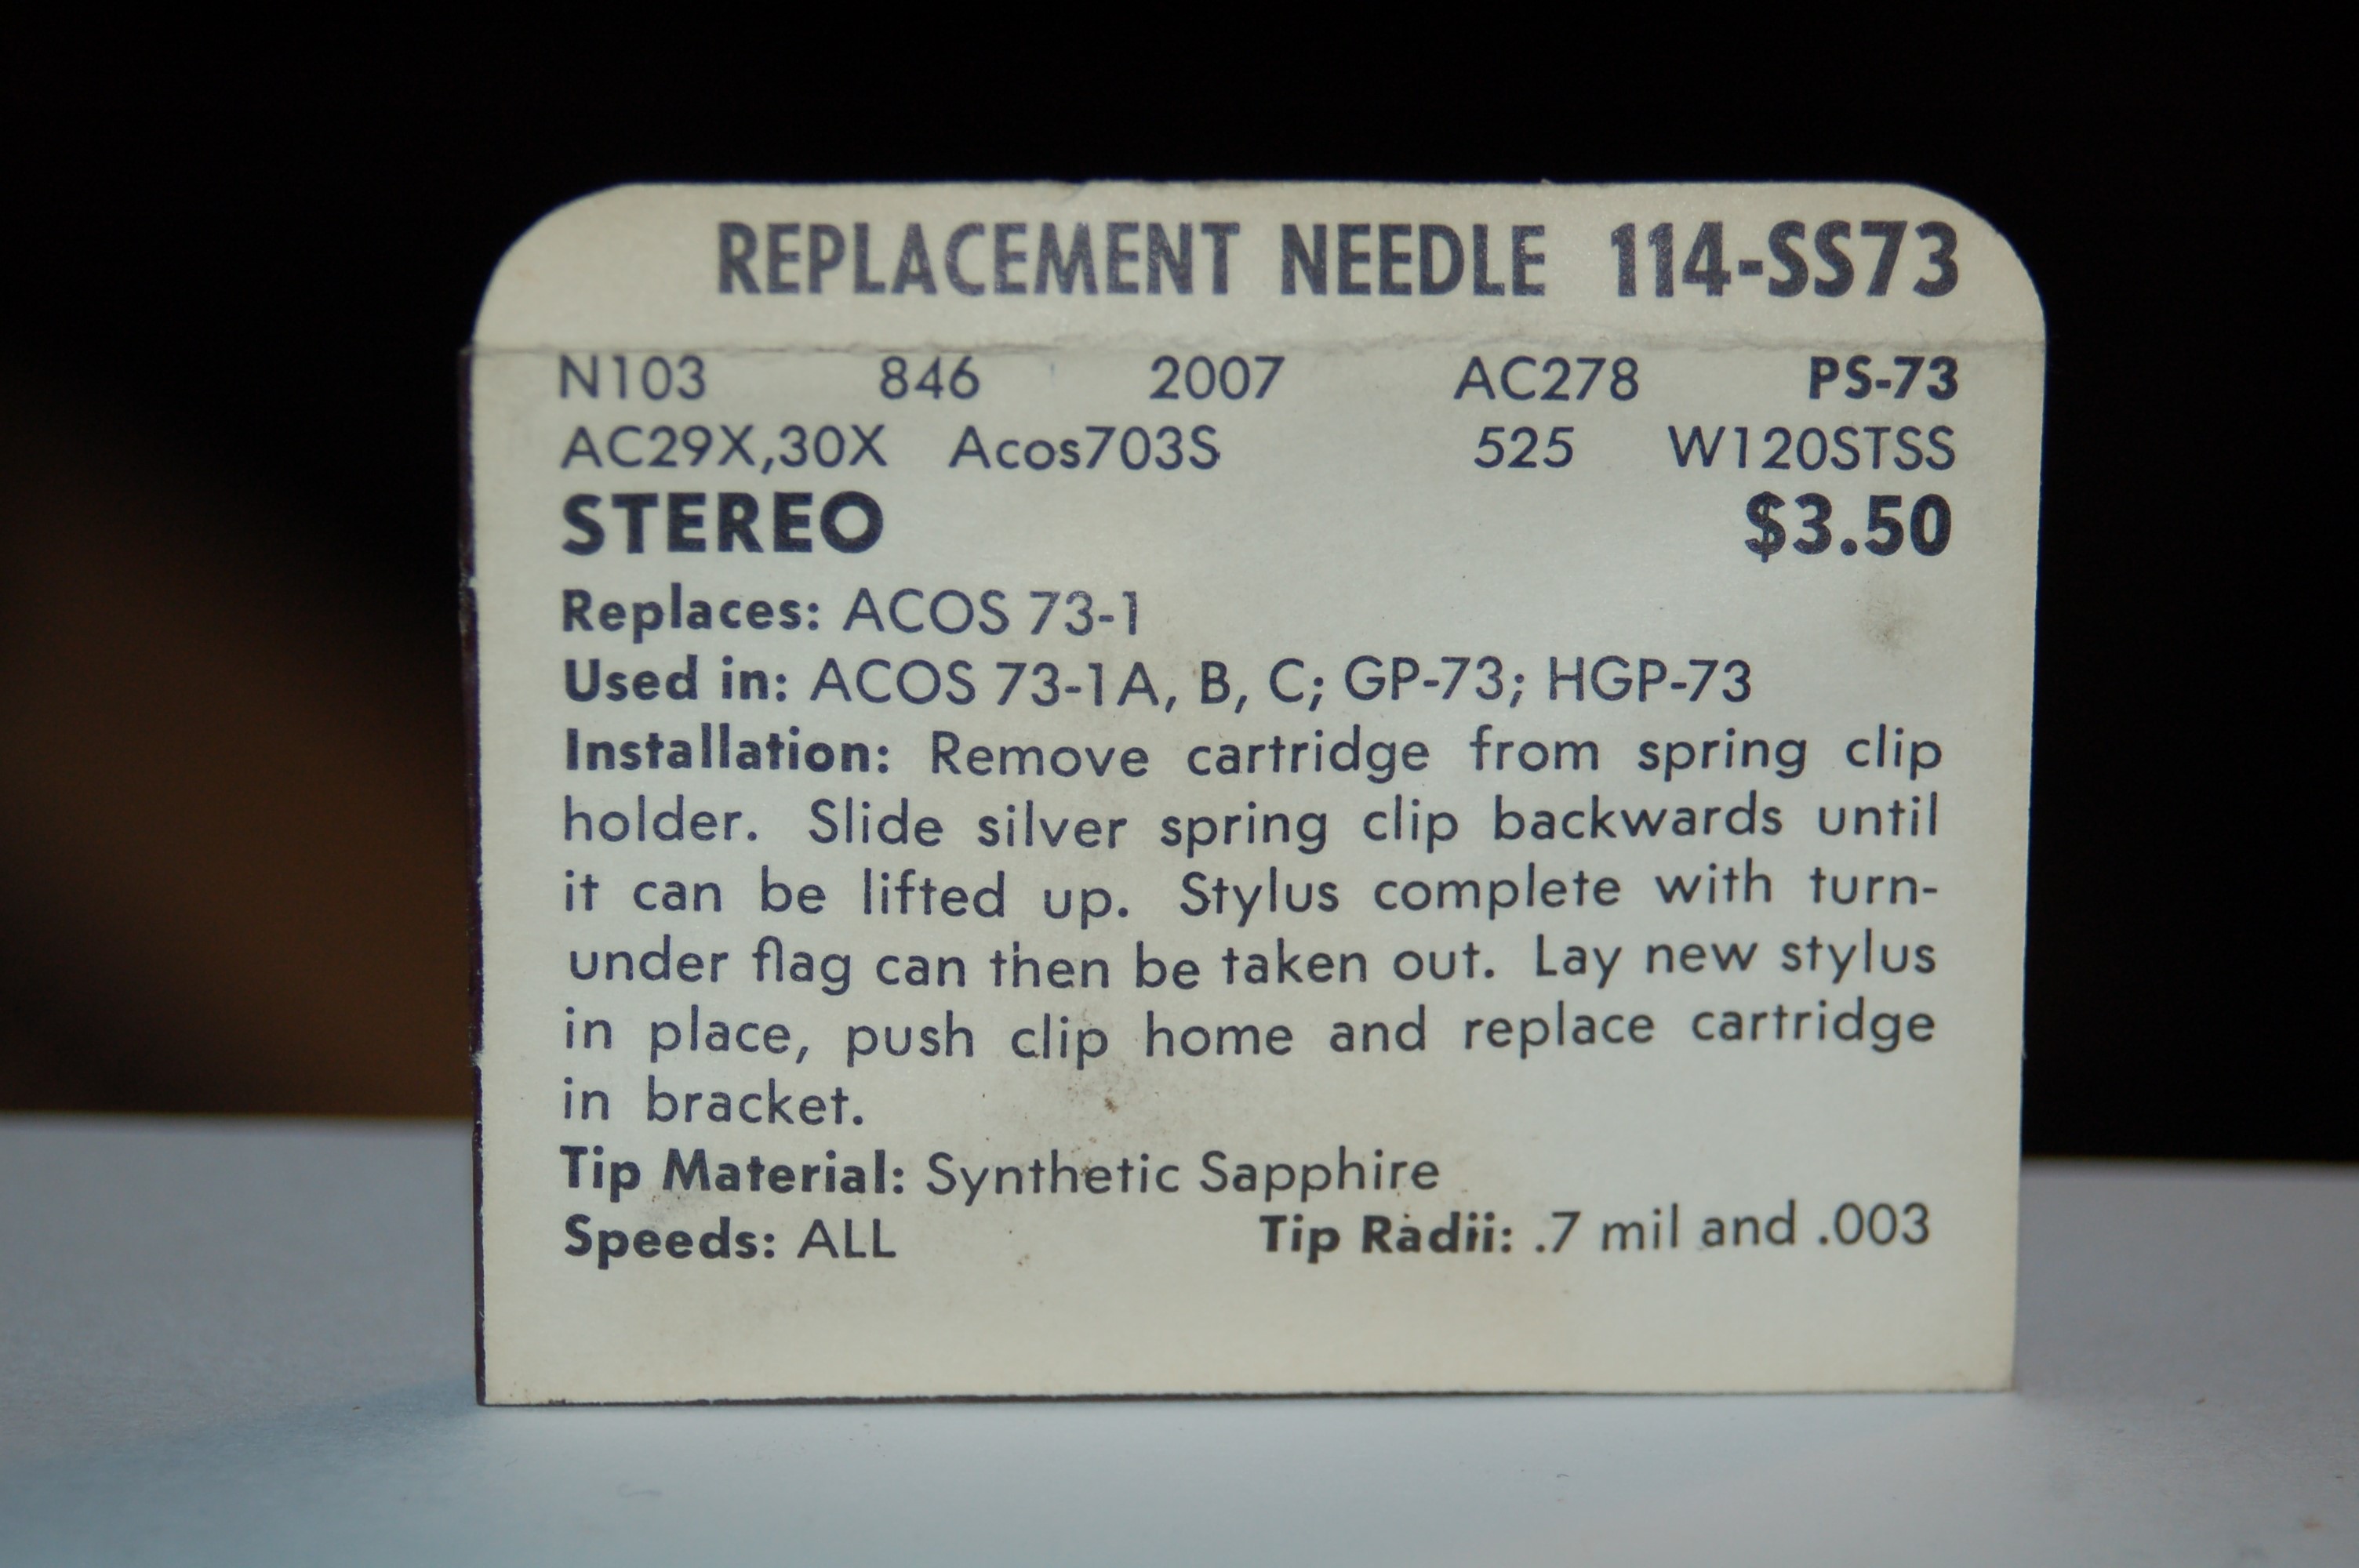 REPLACEMENT NEEDLE 114-SS73
N103 846 2007 AC278 PS-73
AC29X,30X Acos703S 525 W120STSS
STEREO $3.50
Replaces: ACOS 73-1
Used in: ACOS 73-1A, B, C; GP-73; HGP-73
Installation: Remove cartridge from spring clip
holder. Slide silver spring clip backwards until
it can be lifted up. Stylus complete with turn-
under flag can then be taken out. Lay new stylus
in place, push clip home and replace cartridge
in bracket.
Tip Material: Synthetic Sapphire
Speeds: ALL Tip Radii: .7 mil and .003